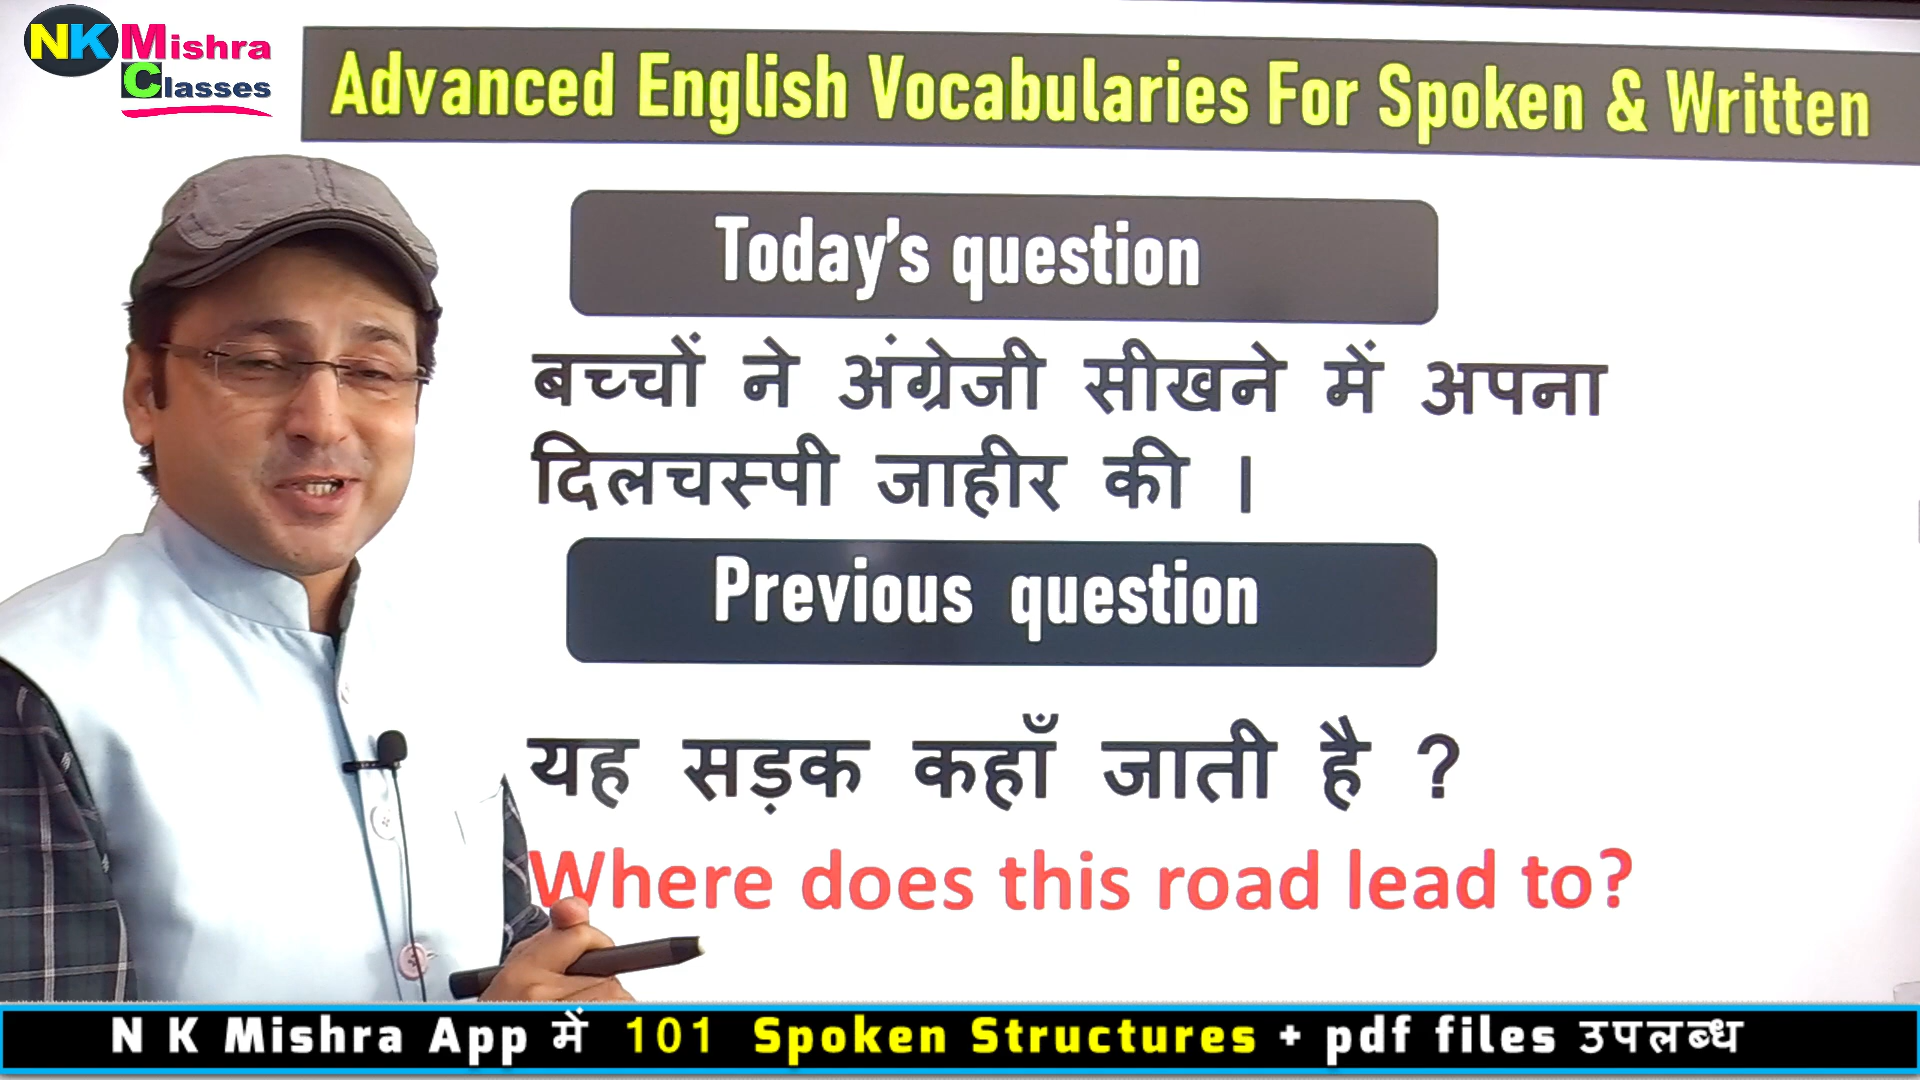 NK Mishra
Classes
Advanced English Vocabularies For Spoken & Written
Today's question
बच्चों ने अंग्रेजी सीखने में अपना
दिलचस्पी जाहीर की ।
Previous question
यह सड़क कहाँ जाती है ?
Where does this road lead to?
N K Mishra App में 101 Spoken Structures + pdf files उपलब्ध